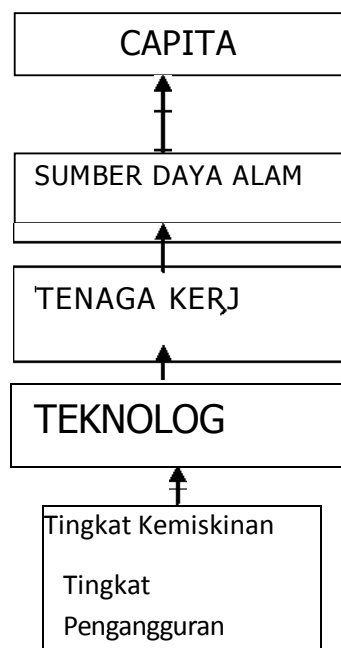 CAPITA
SUMBER DAYA ALAM
TENAGA KERJ
TEKNOLOG
Tingkat Kemiskinan
Tingkat
Pengangguran